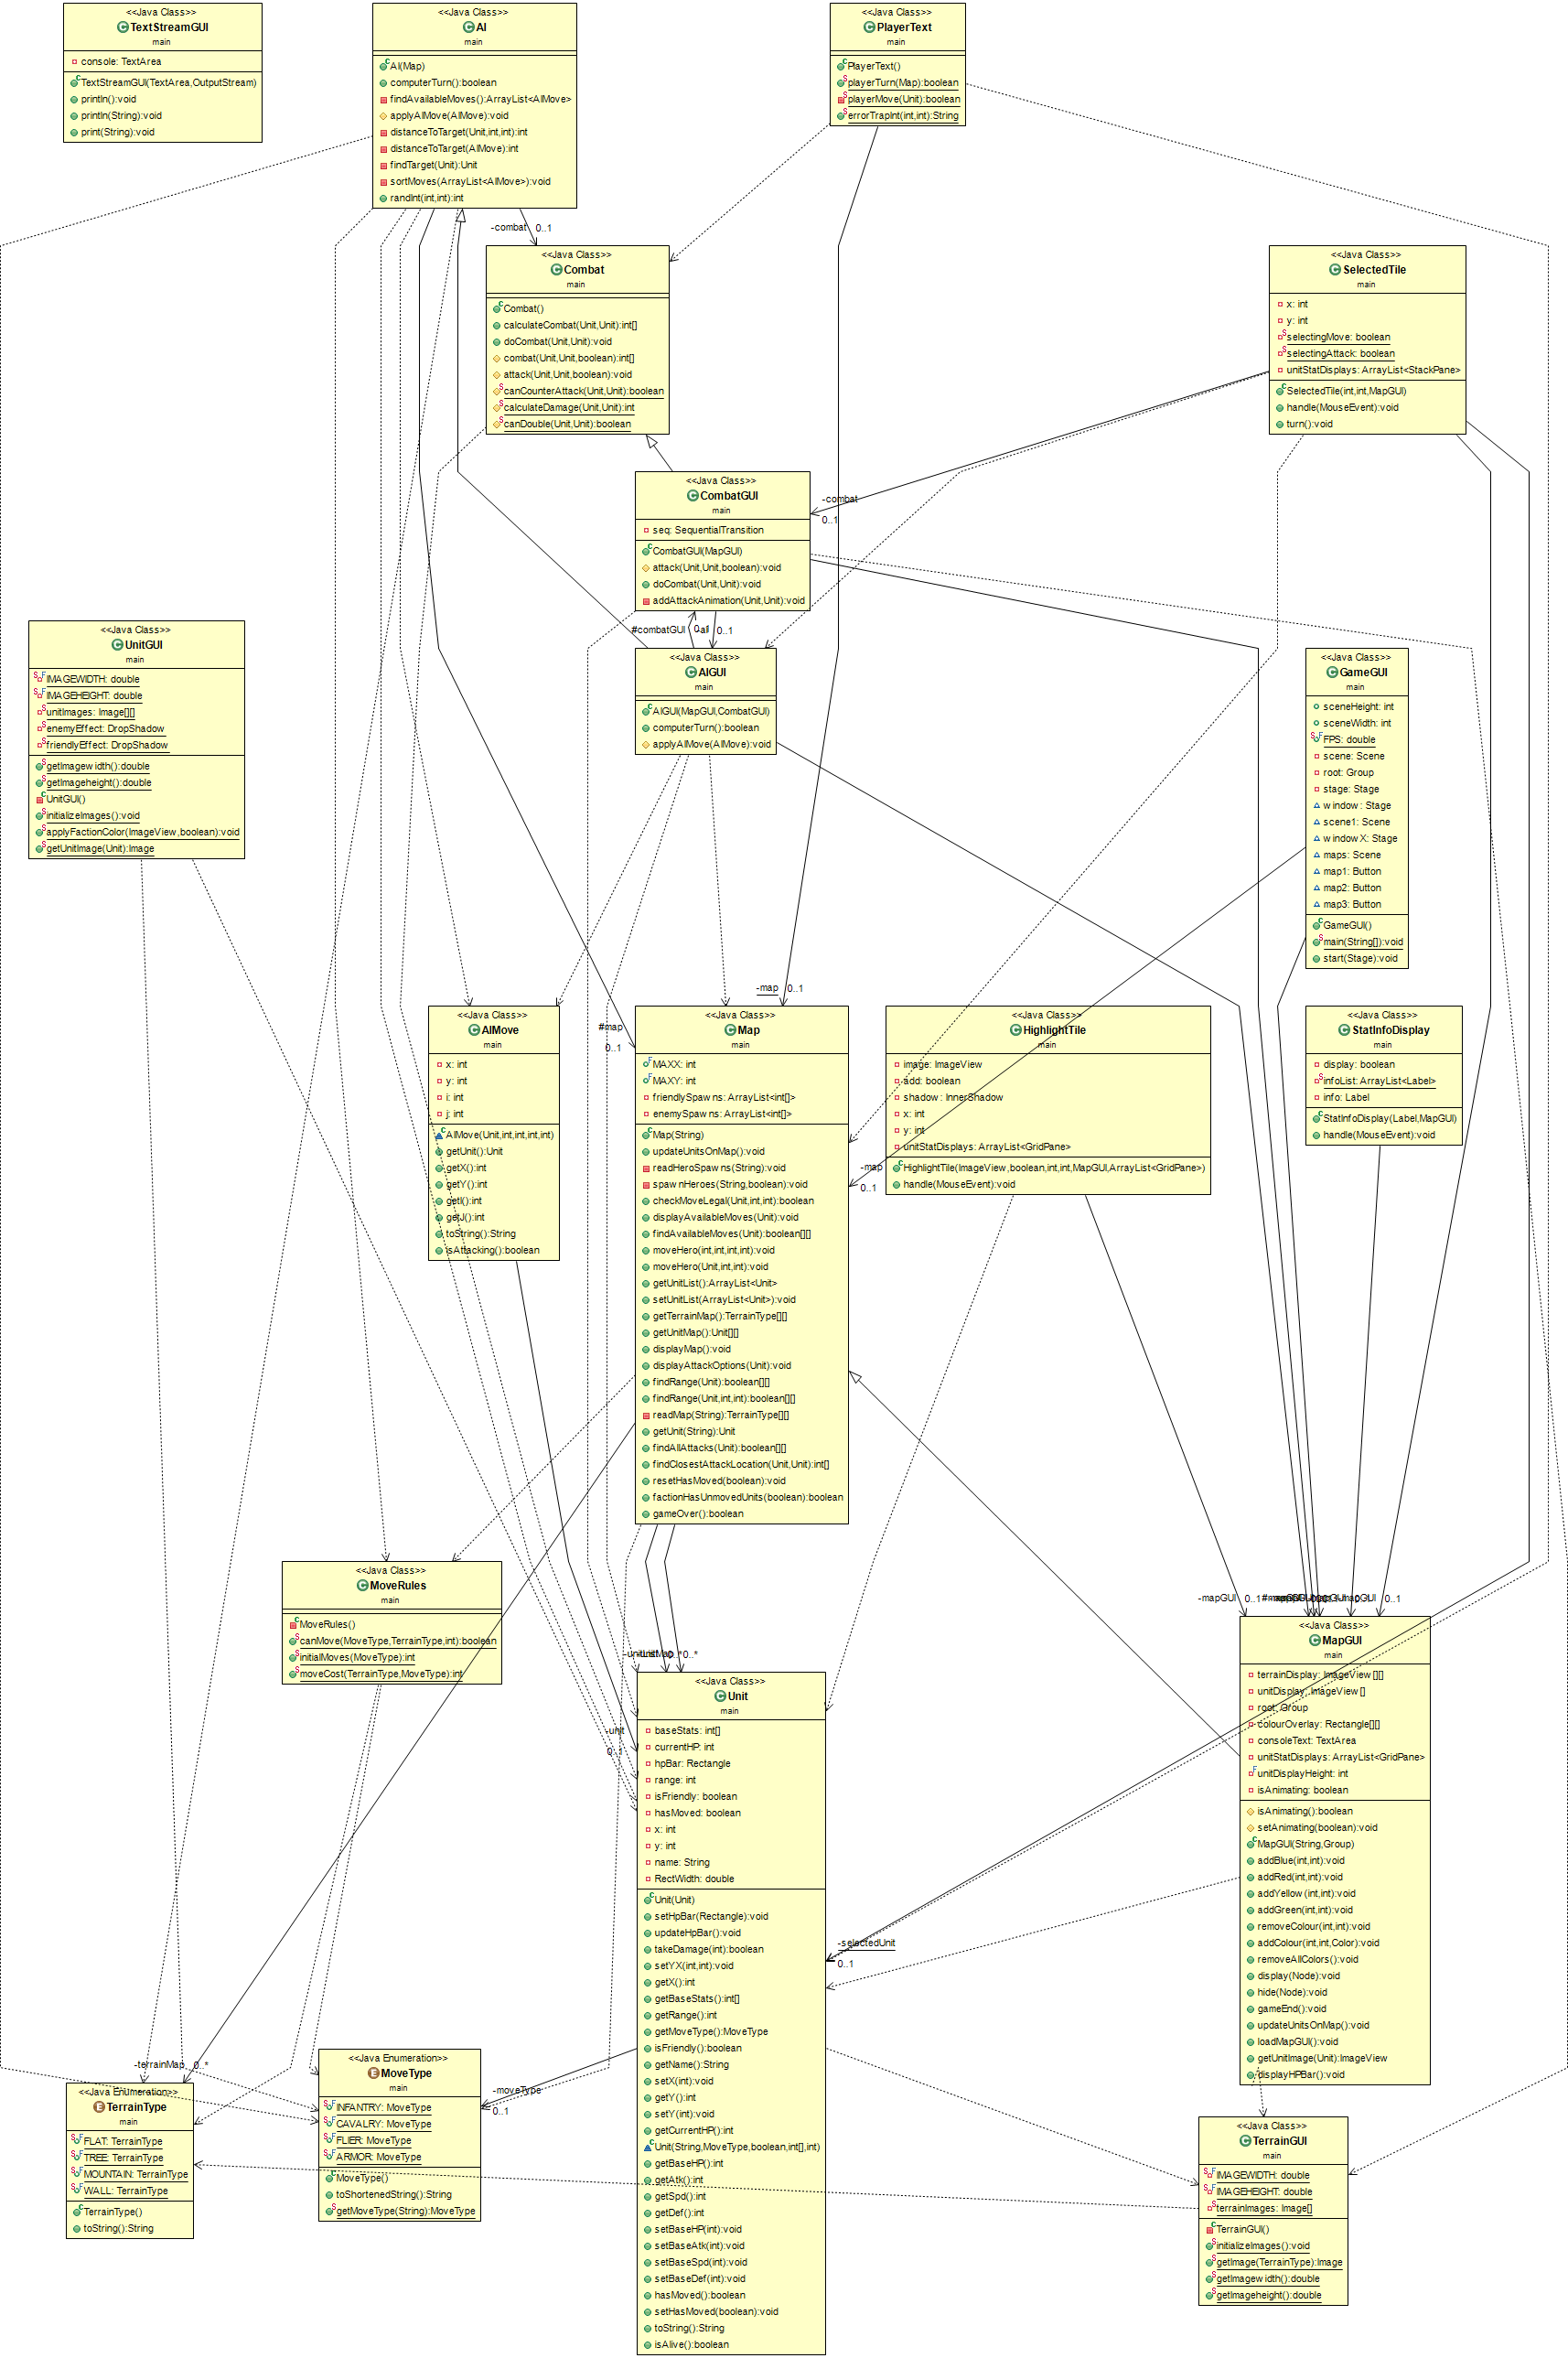 <<Java Class>>
TextStreamGUI
main
console: TextArea
TextStreamGUI(TextArea,OutputStream)
println():void
println(String):void
print(String):void
<<Java Class>>
AI
main
AI(Map)
computerTurn():boolean
findAvailableMoves():ArrayList<AIMove>
applyAIMove(AIMove):void
distanceToTarget(Unit,int,int):int
distanceToTarget(AIMove):int
findTarget(Unit):Unit
sortMoves(ArrayList<AIMove>):void
randInt(int,int):int
<<Java Class>>
PlayerText
main
PlayerText()
playerTurn(Map):boolean
playerMove(Unit):boolean
errorTrapInt(int,int):String
-combat
0..1
<<Java Class>>
Combat
main
Combat()
calculateCombat(Unit,Unit):int[]
doCombat(Unit,Unit):void
combat(Unit,Unit,boolean):int[]
attack(Unit,Unit,boolean):void
canCounterAttack(Unit,Unit):boolean
calculateDamage(Unit,Unit):int
canDouble(Unit,Unit):boolean
<<Java Class>>
SelectedTile
main
x: int
y: int
selectingMove: boolean
selectingAttack: boolean
unitStatDisplays: ArrayList<StackPane>
SelectedTile(int,int,MapGUI)
handle(MouseEvent):void
turn():void
<<Java Class>>
CombatGUI
main
seq: SequentialTransition
CombatGUI(MapGUI)
attack(Unit,Unit,boolean):void
doCombat(Unit,Unit):void
addAttackAnimation(Unit,Unit):void
-combat
0..1
#combatGUI
0..1
-ai
0..1
<<Java Class>>
UnitGUI
main
IMAGEWIDTH: double
IMAGEHEIGHT: double
unitImages: Image[][]
enemyEffect: DropShadow
friendlyEffect: DropShadow
getImagewidth():double
getImageheight():double
UnitGUI()
initializeImages():void
applyFactionColor(ImageView,boolean):void
getUnitImage(Unit):Image
<<Java Class>>
AIGUI
main
AIGUI(MapGUI,CombatGUI)
computerTurn():boolean
applyAIMove(AIMove):void
<<Java Class>>
GameGUI
main
sceneHeight: int
sceneWidth: int
FPS: double
scene: Scene
root: Group
stage: Stage
window: Stage
scene1: Scene
windowX: Stage
maps: Scene
map1: Button
map2: Button
map3: Button
GameGUI()
main(String[]):void
start(Stage):void
-map
0..1
#map
0..1
<<Java Class>>
AIMove
main
x: int
y: int
i: int
j: int
AIMove(Unit,int,int,int,int)
getUnit():Unit
getX():int
getY():int
getI():int
getJ():int
toString():String
isAttacking():boolean
<<Java Class>>
Map
main
MAXX: int
MAXY: int
friendlySpawns: ArrayList<int[]>
enemySpawns: ArrayList<int[]>
Map(String)
updateUnitsOnMap():void
readHeroSpawns(String):void
spawnHeroes(String,boolean):void
checkMoveLegal(Unit,int,int):boolean
displayAvailableMoves(Unit):void
findAvailableMoves(Unit):boolean[][]
moveHero(int,int,int,int):void
moveHero(Unit,int,int):void
getUnitList():ArrayList<Unit>
setUnitList(ArrayList<Unit>):void
getTerrainMap():TerrainType[][]
getUnitMap():Unit[][]
displayMap():void
displayAttackOptions(Unit):void
findRange(Unit):boolean[][]
findRange(Unit,int,int):boolean[][]
readMap(String):TerrainType[][]
getUnit(String):Unit
findAllAttacks(Unit):boolean[][]
findClosestAttackLocation(Unit,Unit):int[]
resetHasMoved(boolean):void
factionHasUnmovedUnits(boolean):boolean
gameOver():boolean
-map
0..1
<<Java Class>>
HighlightTile
main
image: ImageView
add: boolean
shadow: InnerShadow
x: int
y: int
unitStatDisplays: ArrayList<GridPane>
HighlightTile(ImageView,boolean,int,int,MapGUI,ArrayList<GridPane>)
handle(MouseEvent):void
<<Java Class>>
StatInfoDisplay
main
display: boolean
infoList: ArrayList<Label>
info: Label
StatInfoDisplay(Label,MapGUI)
handle(MouseEvent):void
<<Java Class>>
MoveRules
main
MoveRules()
canMove(MoveType,TerrainType,int):boolean
initialMoves(MoveType):int
moveCost(TerrainType,MoveType):int
0..*
-unit
0..1
<<Java Class>>
Unit
main
baseStats: int[]
currentHP: int
hpBar: Rectangle
range: int
isFriendly: boolean
hasMoved: boolean
x: int
y: int
name: String
RectWidth: double
Unit(Unit)
setHpBar(Rectangle):void
updateHpBar():void
takeDamage(int):boolean
setYX(int,int):void
getX():int
getBaseStats():int[]
getRange():int
getMoveType():MoveType
isFriendly():boolean
getName():String
setX(int):void
getY():int
setY(int):void
getCurrentHP():int
Unit(String,MoveType,boolean,int[],int)
getBaseHP():int
getAtk():int
getSpd():int
getDef():int
setBaseHP(int):void
setBaseAtk(int):void
setBaseSpd(int):void
setBaseDef(int):void
hasMoved():boolean
setHasMoved(boolean):void
toString():String
isAlive():boolean
-mapGUI
0..1
-mapGUI
0..1
<<Java Class>>
MapGUI
main
terrainDisplay: ImageView[][]
unitDisplay: ImageView[]
root: Group
colourOverlay: Rectangle[][]
consoleText: TextArea
unitStatDisplays: ArrayList<GridPane>
unitDisplayHeight: int
isAnimating: boolean
isAnimating():boolean
setAnimating(boolean):void
MapGUI(String,Group)
addBlue(int,int):void
addRed(int,int):void
addYellow(int,int):void
addGreen(int,int):void
removeColour(int,int):void
addColour(int,int,Color):void
removeAllColors():void
display(Node):void
hide(Node):void
gameEnd():void
updateUnitsOnMap():void
loadMapGUI():void
getUnitImage(Unit):ImageView
displayHPBar():void
-selectedUnit
0..1
-terrainMap
0..*
<<Java Enumeration>>
TerrainType
main
FLAT: TerrainType
TREE: TerrainType
MOUNTAIN: TerrainType
WALL: TerrainType
TerrainType()
toString():String
<<Java Enumeration>>
MoveType
main
INFANTRY: MoveType
CAVALRY: MoveType
FLIER: MoveType
ARMOR: MoveType
MoveType()
toShortenedString():String
getMoveType(String):MoveType
-moveType
0..1
<<Java Class>>
TerrainGUI
main
IMAGEWIDTH: double
IMAGEHEIGHT: double
terrainImages: Image[]
TerrainGUI()
initializeImages():void
getImage(TerrainType):Image
getImagewidth():double
getImageheight():double